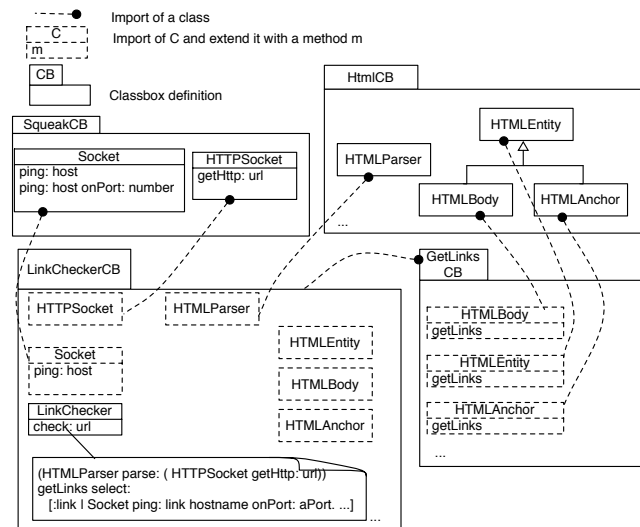 Import of a class
C
m
Import of C and extend it with a method m
CB
Classbox definition
SqueakCB
Socket
ping: host
ping: host onPort: number
HTTPSocket
getHttp: url
HtmlCB
HTMLEntity
HTMLParser
HTMLBody
HTMLAnchor
...
LinkCheckerCB
HTTPSocket
HTMLParser
Socket
ping: host
HTMLEntity
HTMLBody
HTMLAnchor
LinkChecker
check: url
(HTMLParser parse: ( HTTPSocket getHttp: url))
getLinks select:
[:link | Socket ping: link hostname onPort: aPort. ...]
...
GetLinks
CB
HTMLBody
getLinks
HTMLEntity
getLinks
HTMLAnchor
getLinks
...